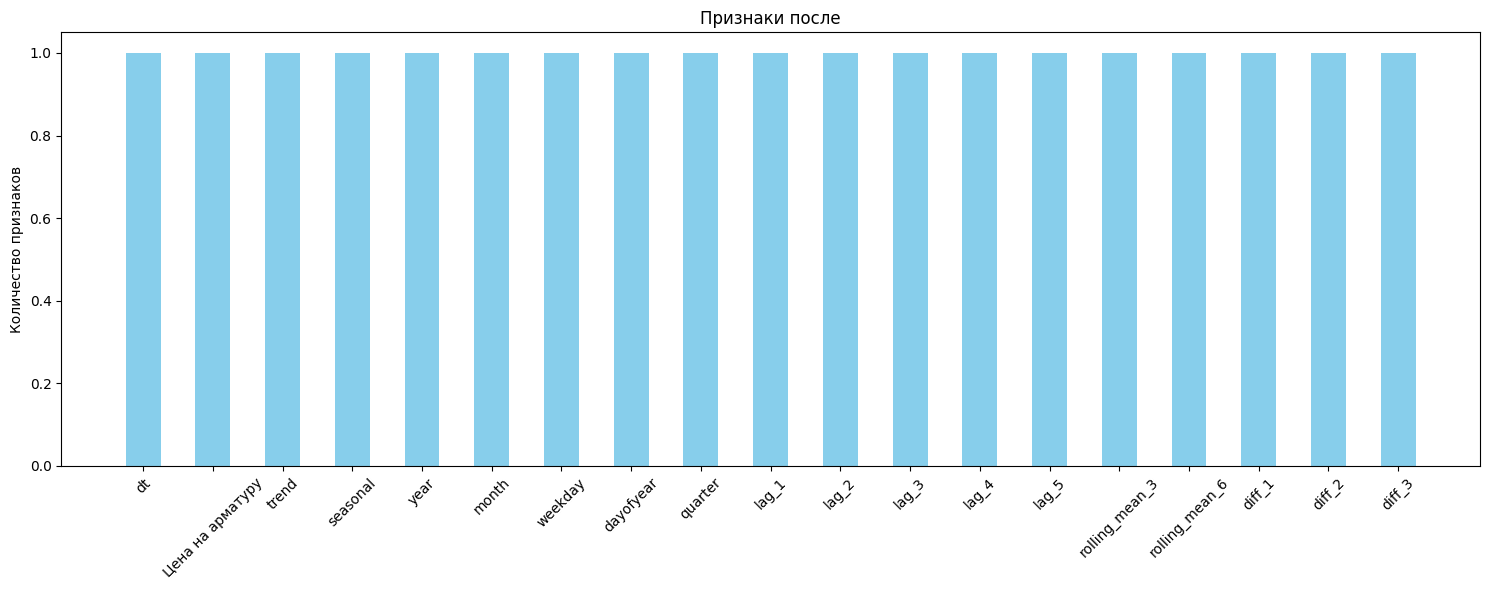 Признаки после
Количество признаков
1.0
0.8
0.6
0.4
0.2
0.0
dt
Цена на арматуру
trend
seasonal
year
month
weekday
dayofyear
quarter
lag_1
lag_2
lag_3
lag_4
lag_5
rolling_mean_3
rolling_mean_6
diff_1
diff_2
diff_3